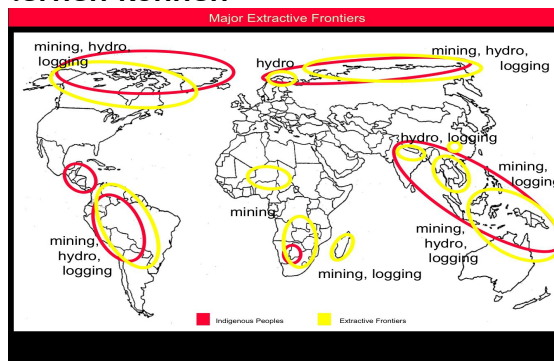 Major Extractive Frontiers
mining, hydro,
logging
hydro
mining, hydro,
logging
hydro, logging
mining,
logging
mining
mining,
hydro,
logging
mining,
hydro,
logging
mining, logging
Indigenous Peoples
Extractive Frontiers